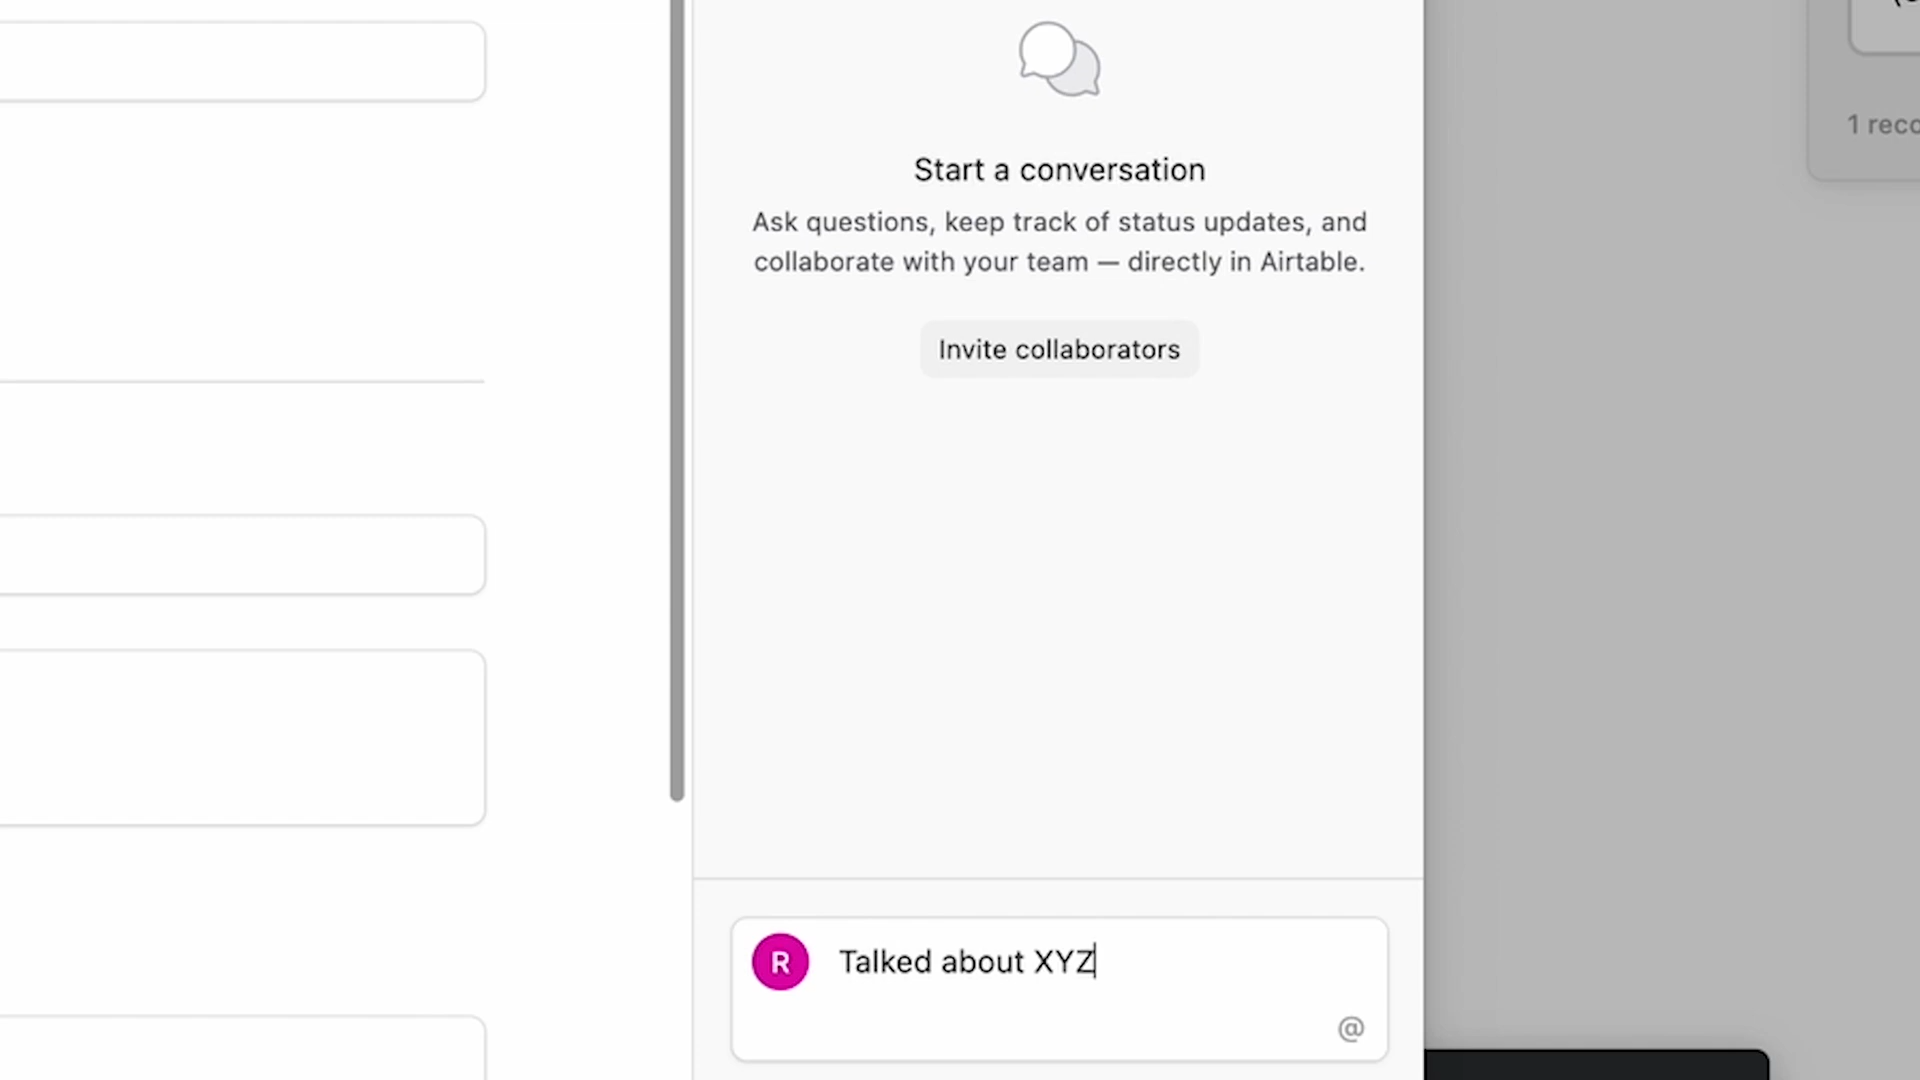 1
Start a conversation
Ask questions, keep track of status updates, and
collaborate with your team — directly in Airtable.
Invite collaborators
R
Talked about XYZ
@